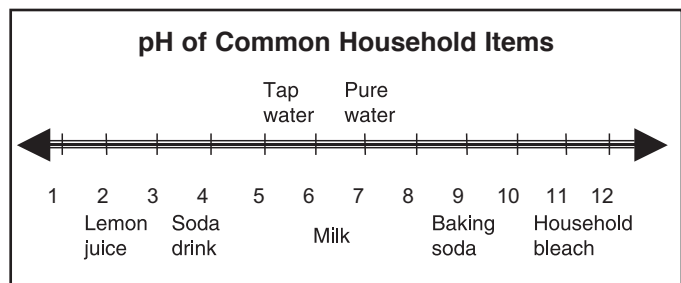 pH of Common Household Items
Tap water
Pure water
1 2 3 4 5 6 7 8 9 10 11 12
Lemon juice
Soda drink
Milk
Baking soda
Household bleach